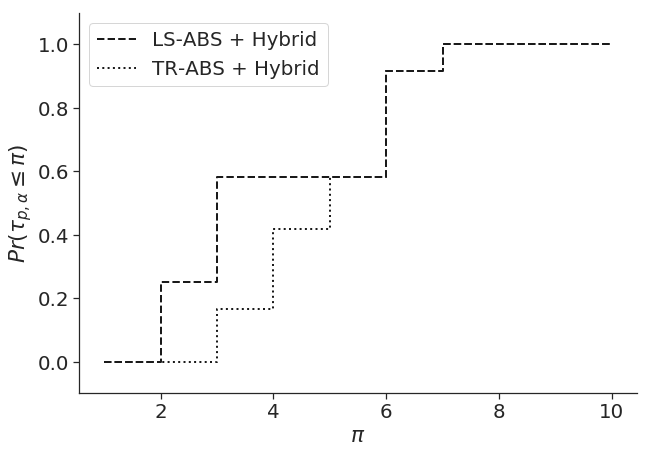 LS-ABS + Hybrid
TR-ABS + Hybrid
1.0
0.8
0.6
0.4
0.2
0.0
Pr(τ_{p,α} ≤ π)
2 4 6 8 10
π